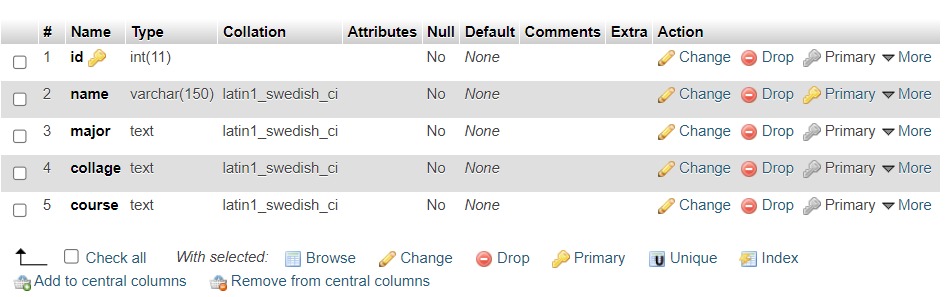 # Name Type Collation Attributes Null Default Comments Extra Action
1 id int(11) No None Change Drop Primary More
2 name varchar(150) latin1_swedish_ci No None Change Drop Primary More
3 major text latin1_swedish_ci No None Change Drop Primary More
4 collage text latin1_swedish_ci No None Change Drop Primary More
5 course text latin1_swedish_ci No None Change Drop Primary More
Check all With selected: Browse Change Drop Primary Unique Index
Add to central columns Remove from central columns